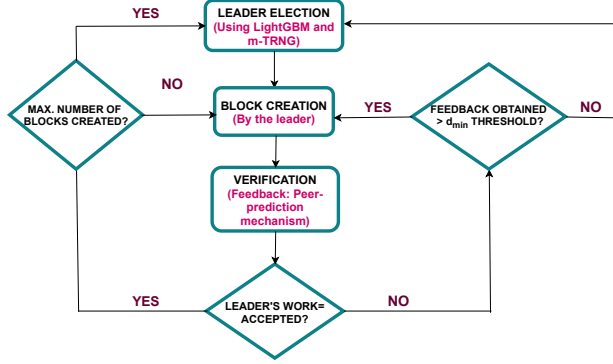 YES
LEADER ELECTION
(Using LightGBM and
m-TRNG)
NO
MAX. NUMBER OF
BLOCKS CREATED?
BLOCK CREATION
(By the leader)
YES
FEEDBACK OBTAINED
> dmin THRESHOLD?
NO
VERIFICATION
(Feedback: Peer-
prediction
mechanism)
YES
LEADER'S WORK=
ACCEPTED?
NO